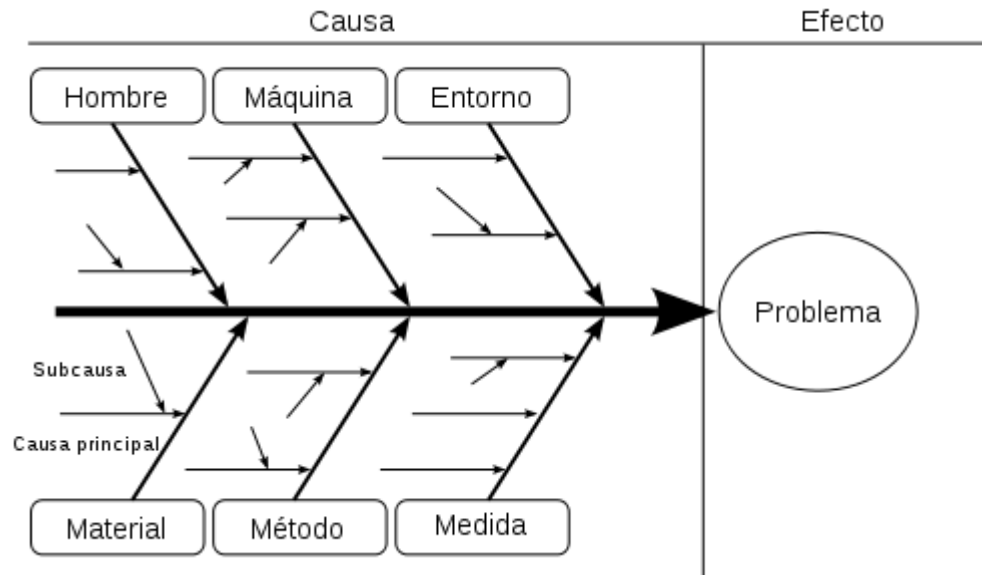 Causa
Efecto
Hombre
Máquina
Entorno
Problema
Subcausa
Causa principal
Material
Método
Medida